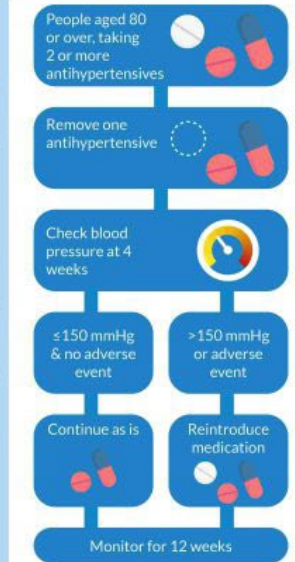 People aged 80
or over, taking
2 or more
antihypertensives
Remove one
antihypertensive
Check blood
pressure at 4
weeks
≤150 mmHg
& no adverse
event
>150 mmHg
or adverse
event
Continue as is
Reintroduce
medication
Monitor for 12 weeks